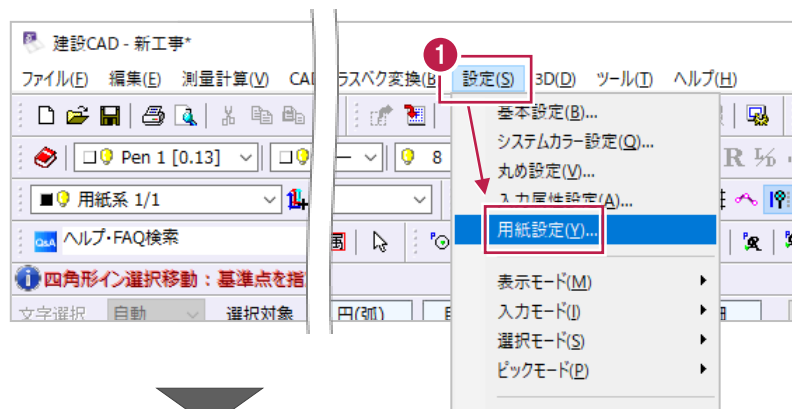 建設CAD - 新工事*
1
ファイル(F) 編集(E) 測量計算(V) CAD ラスベク変換(B 設定(S) 3D(D) ツール(T) ヘルプ(H)
基本設定(B)...
Pen 1 [0.13] 8
システムカラー設定(Q)...
丸め設定(V)...
用紙系 1/1
入力属性設定(A)...
Q&A ヘルプ・FAQ検索
用紙設定(Y)...
四角形イン選択移動：基準点を指
表示モード(M)
文字選択 自動 選択対象 円(弧)
入力モード(I)
選択モード(S)
ピックモード(P)